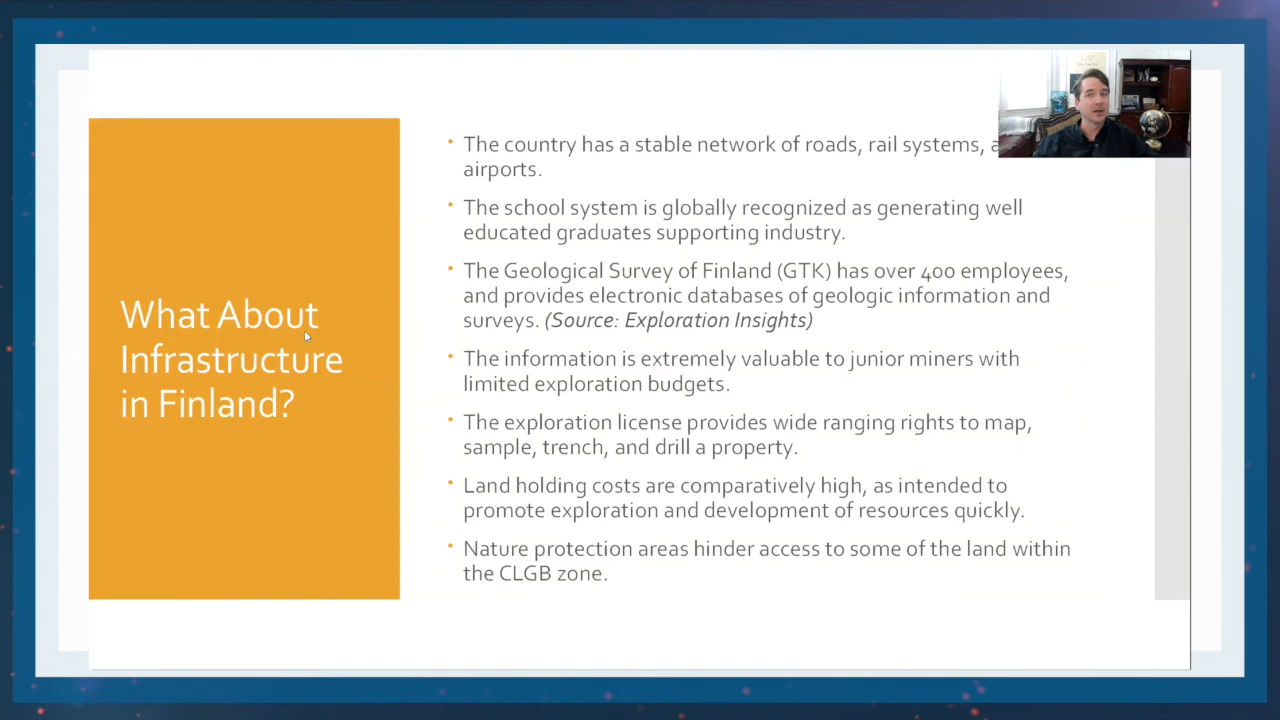 What About
Infrastructure
in Finland?
• The country has a stable network of roads, rail systems,
airports.
• The school system is globally recognized as generating well
educated graduates supporting industry.
• The Geological Survey of Finland (GTK) has over 400 employees,
and provides electronic databases of geologic information and
surveys. (Source: Exploration Insights)
• The information is extremely valuable to junior miners with
limited exploration budgets.
• The exploration license provides wide ranging rights to map,
sample, trench, and drill a property.
• Land holding costs are comparatively high, as intended to
promote exploration and development of resources quickly.
• Nature protection areas hinder access to some of the land within
the CLGB zone.